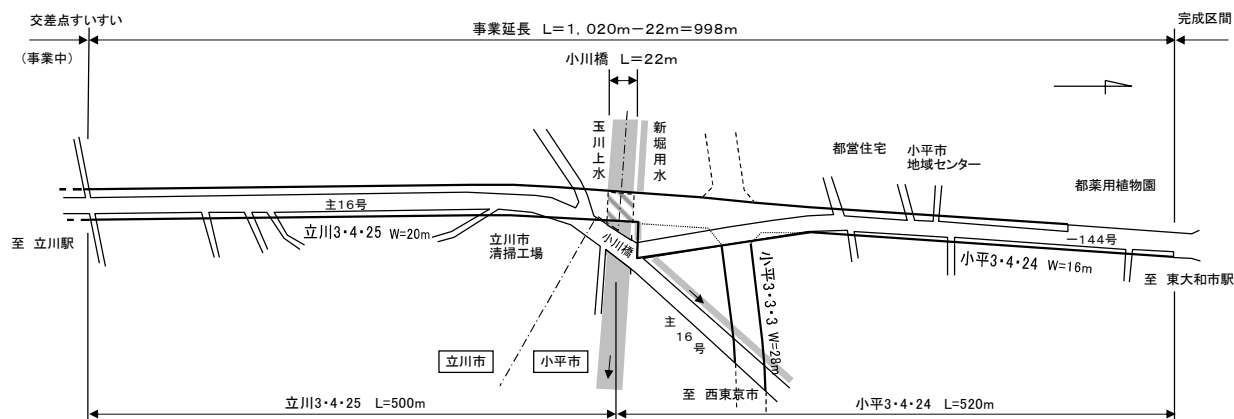 交差点すいすい
事業延長 L=1,020m－22m=998m
完成区間
(事業中)
小川橋 L=22m
玉川上水
新堀用水
都営住宅
小平市
地域センター
都薬用植物園
主16号
立川3・4・25 W=20m
至 立川駅
立川市
清掃工場
小川橋
一144号
小平3・4・24 W=16m
至 東大和市駅
小平3・3・3 W=28m
主16号
立川市
小平市
至 西東京市
立川3・4・25 L=500m
小平3・4・24 L=520m